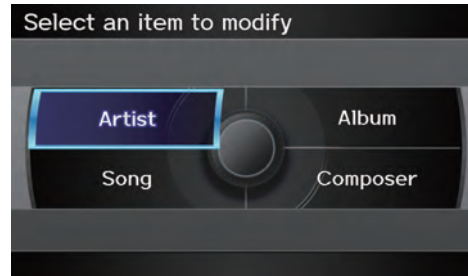 Select an item to modify
Artist
Album
Song
Composer